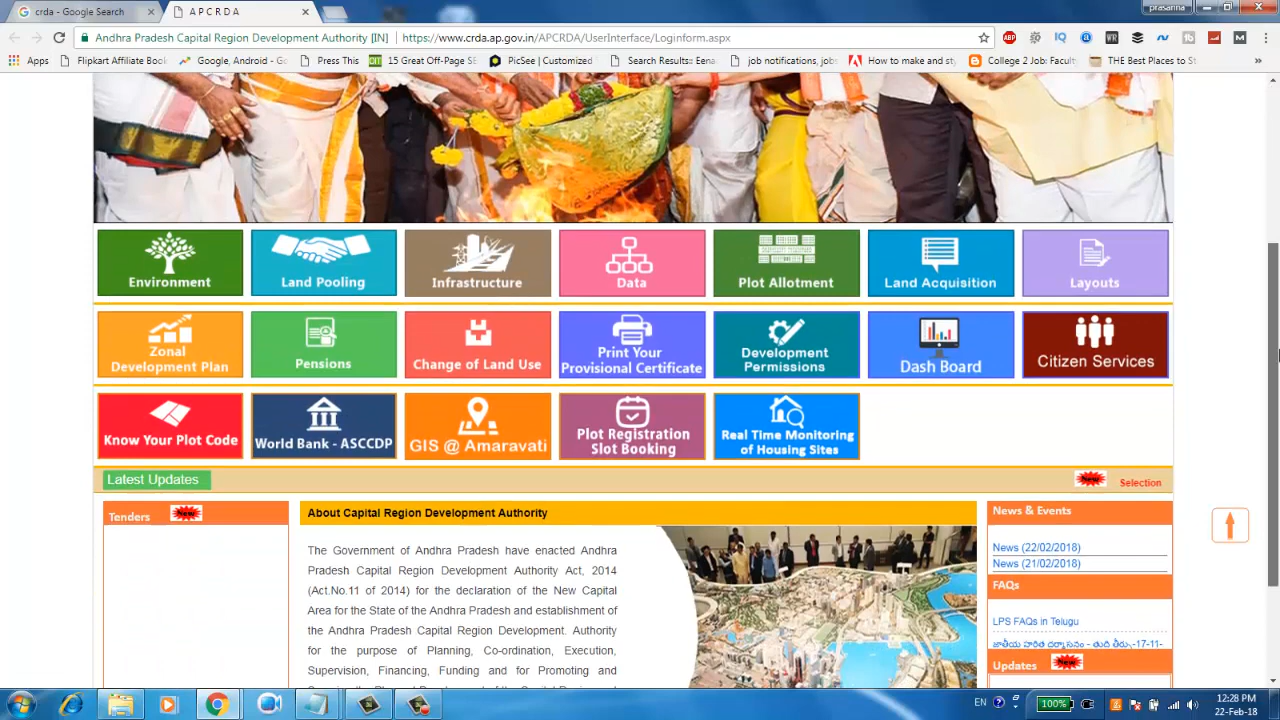 crda - Google Search
A P C R D A
prasanna
Andhra Pradesh Capital Region Development Authority [IN]
https://www.crda.ap.gov.in/APCRDA/UserInterface/Loginform.aspx
Apps
Flipkart Affiliate Book
Google, Android
Press This
15 Great Off-Page SE
PicSee | Customized
Search Results: Eena
job notifications, job
How to make and sty
College 2 Job: Facul
THE Best Places to S
Environment
Land Pooling
Infrastructure
Data
Plot Allotment
Land Acquisition
Layouts
Zonal
Development Plan
Pensions
Change of Land Use
Print Your
Provisional Certificate
Development
Permissions
Dash Board
Citizen Services
Know Your Plot Code
World Bank - ASCCDP
GIS @ Amaravati
Plot Registration
Slot Booking
Real Time Monitoring
of Housing Sites
Latest Updates
New
Selection
Tenders
New
About Capital Region Development Authority
The Government of Andhra Pradesh have enacted Andhra
Pradesh Capital Region Development Authority Act, 2014
(Act.No.11 of 2014) for the declaration of the New Capital
Area for the State of the Andhra Pradesh and establishment of
the Andhra Pradesh Capital Region Development. Authority
for the purpose of Planning, Co-ordination, Execution,
Supervision, Financing, Funding and for Promoting and
News & Events
News (22/02/2018)
News (21/02/2018)
FAQs
LPS FAQs in Telugu
జాతీయ హరిత ధర్మాసనం - తుది తీర్పు -17-11-
Updates
New
EN
100%
12:28 PM
22-Feb-18